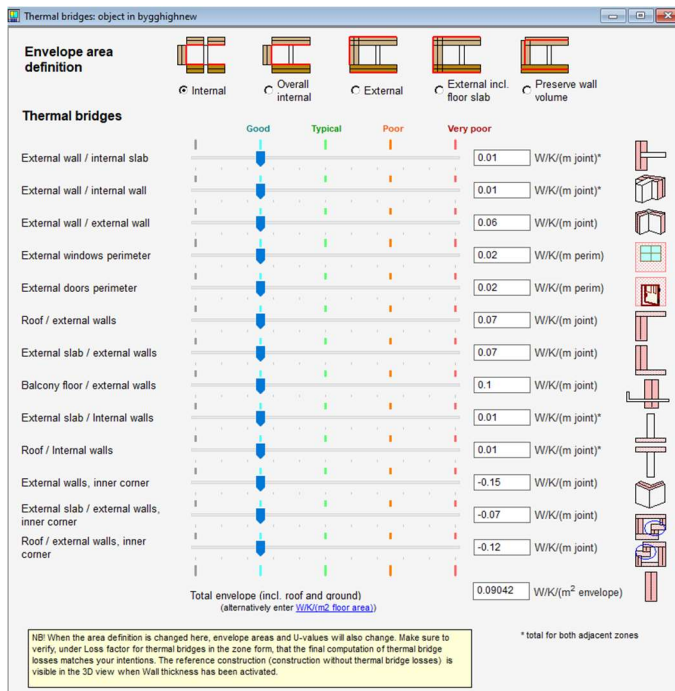 Thermal bridges: object in bygghighnew
Envelope area
definition
Internal
Overall
internal
External
External incl.
floor slab
Preserve wall
volume
Thermal bridges
Good Typical Poor Very poor
External wall / internal slab 0.01 W/K/(m joint)*
External wall / internal wall 0.01 W/K/(m joint)*
External wall / external wall 0.06 W/K/(m joint)
External windows perimeter 0.02 W/K/(m perim)
External doors perimeter 0.02 W/K/(m perim)
Roof / external walls 0.07 W/K/(m joint)
External slab / external walls 0.07 W/K/(m joint)
Balcony floor / external walls 0.1 W/K/(m joint)
External slab / Internal walls 0.01 W/K/(m joint)*
Roof / Internal walls 0.01 W/K/(m joint)*
External walls, inner corner -0.15 W/K/(m joint)
External slab / external walls,
inner corner -0.07 W/K/(m joint)
Roof / external walls, inner
corner -0.12 W/K/(m joint)
Total envelope (incl. roof and ground) 0.09042 W/K/(m² envelope)
(alternatively enter W/K/(m2 floor area))
NB! When the area definition is changed here, envelope areas and U-values will also change. Make sure to
verify, under Loss factor for thermal bridges in the zone form, that the final computation of thermal bridge
losses matches your intentions. The reference construction (construction without thermal bridge losses) is
visible in the 3D view when Wall thickness has been activated.
* total for both adjacent zones